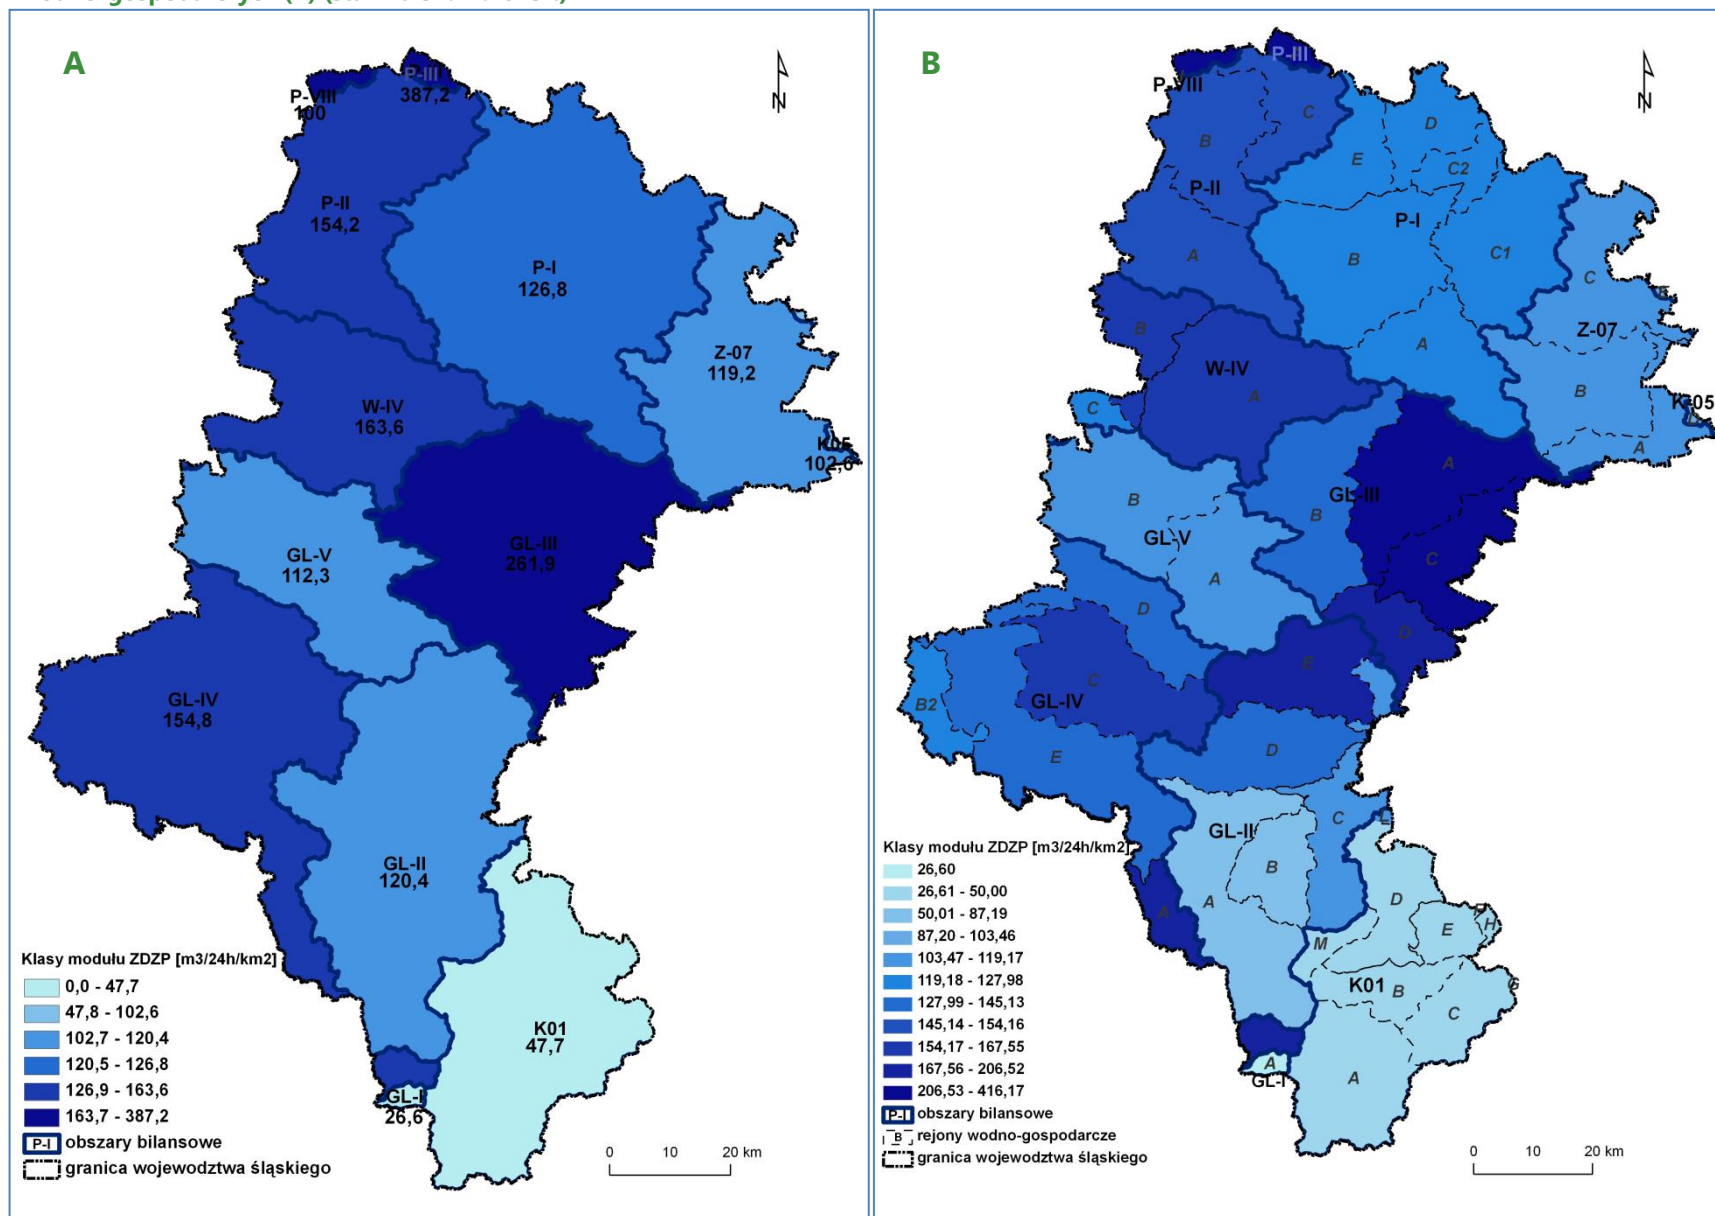 A
N
P-III
387,2
P-VIII
100
P-II
154,2
P-I
126,8
Z-07
119,2
W-IV
163,6
K05
102,6
GL-III
261,9
GL-V
112,3
GL-IV
154,8
GL-II
120,4
K01
47,7
GL-I
26,6
Klasy modułu ZDZP [m3/24h/km2]
0,0 - 47,7
47,8 - 102,6
102,7 - 120,4
120,5 - 126,8
126,9 - 163,6
163,7 - 387,2
P-I obszary bilansowe
granica wojewodztwa śląskiego
0 10 20 km
B
N
P-III
P-VIII
C
D
B
E
C2
P-II
P-I
A
B
C1
C
Z-07
B
A
W-IV
A
B
C
K-05
A
A
B
GL-III
B
GL-V
C
A
D
D
E
C
B2
GL-IV
D
E
C
L
GL-II
B
A
D
A
E
H
M
K01
B
G
C
A
A
GL-I
Klasy modułu ZDZP [m3/24h/km2]
26,60
26,61 - 50,00
50,01 - 87,19
87,20 - 103,46
103,47 - 119,17
119,18 - 127,98
127,99 - 145,13
145,14 - 154,16
154,17 - 167,55
167,56 - 206,52
206,53 - 416,17
P-I obszary bilansowe
B rejony wodno-gospodarcze
granica wojewodztwa śląskiego
0 10 20 km